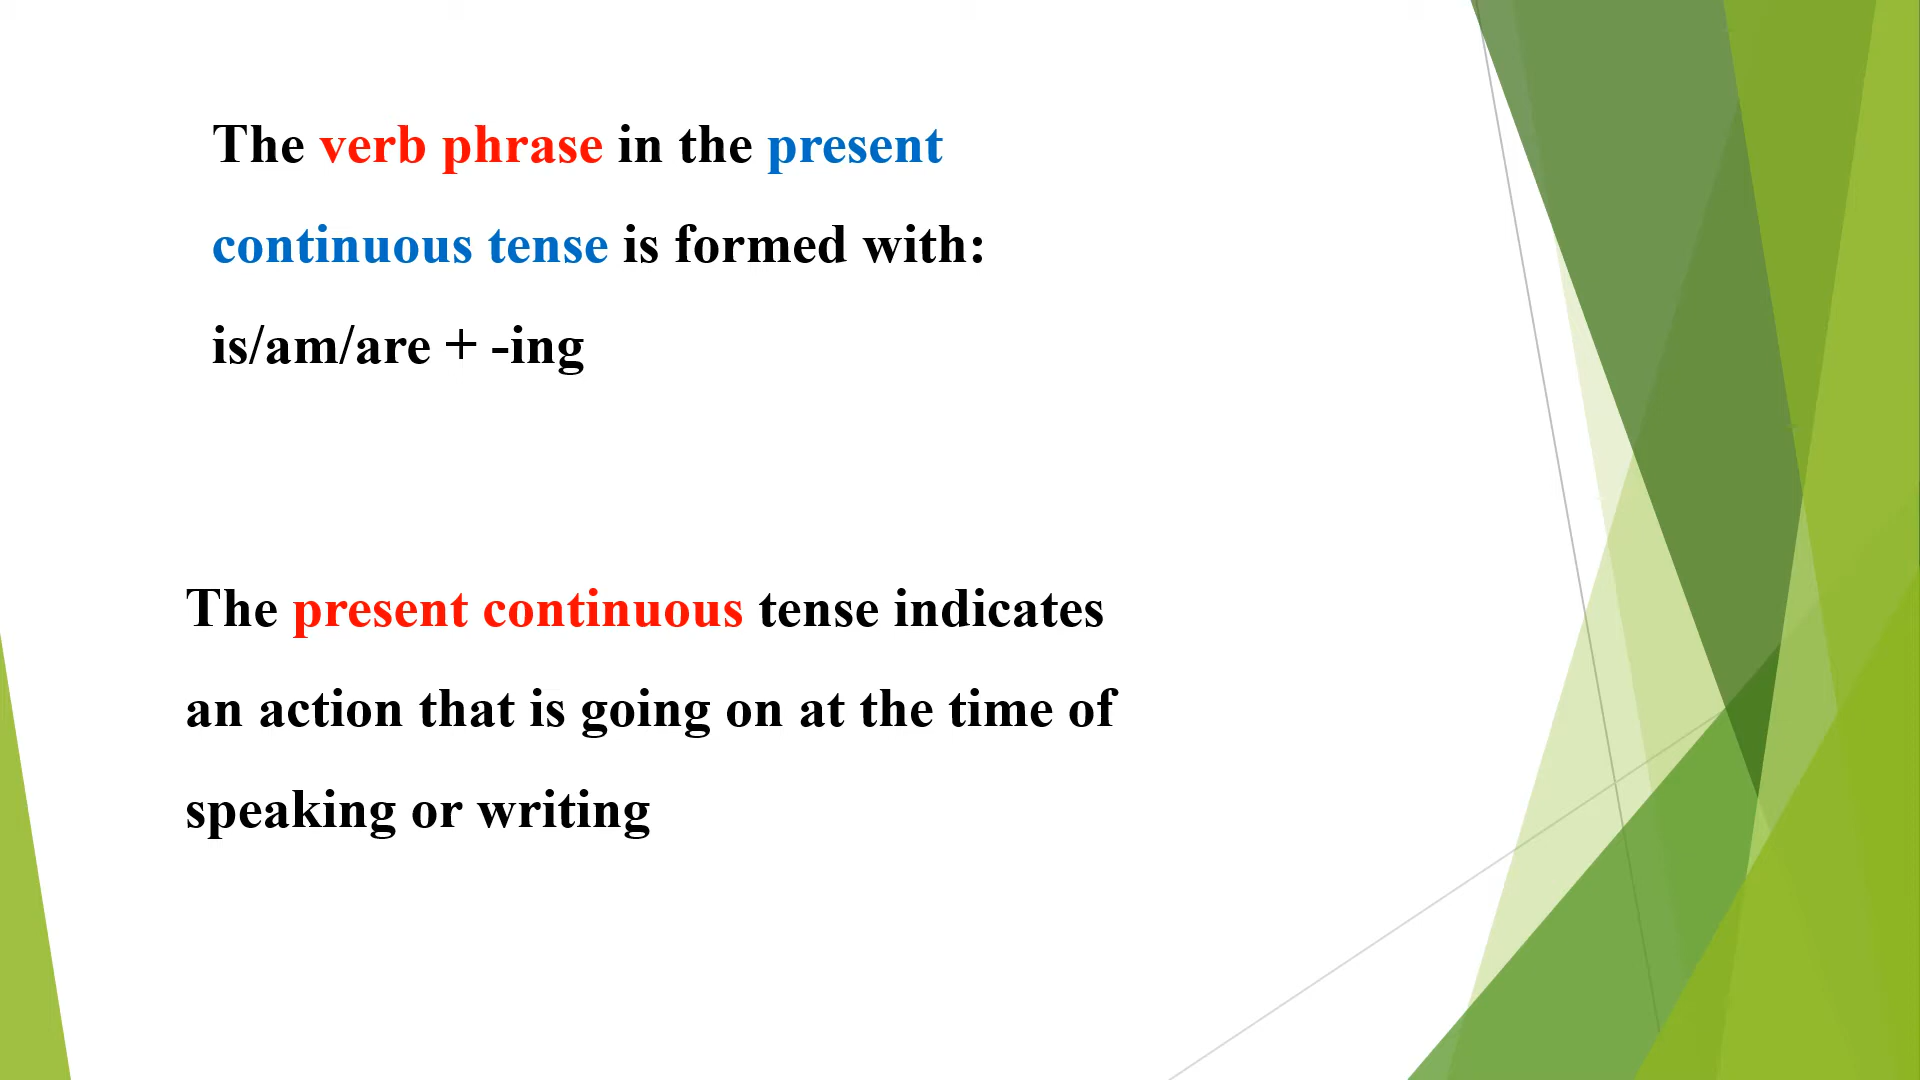 The verb phrase in the present
continuous tense is formed with:
is/am/are + -ing
The present continuous tense indicates
an action that is going on at the time of
speaking or writing